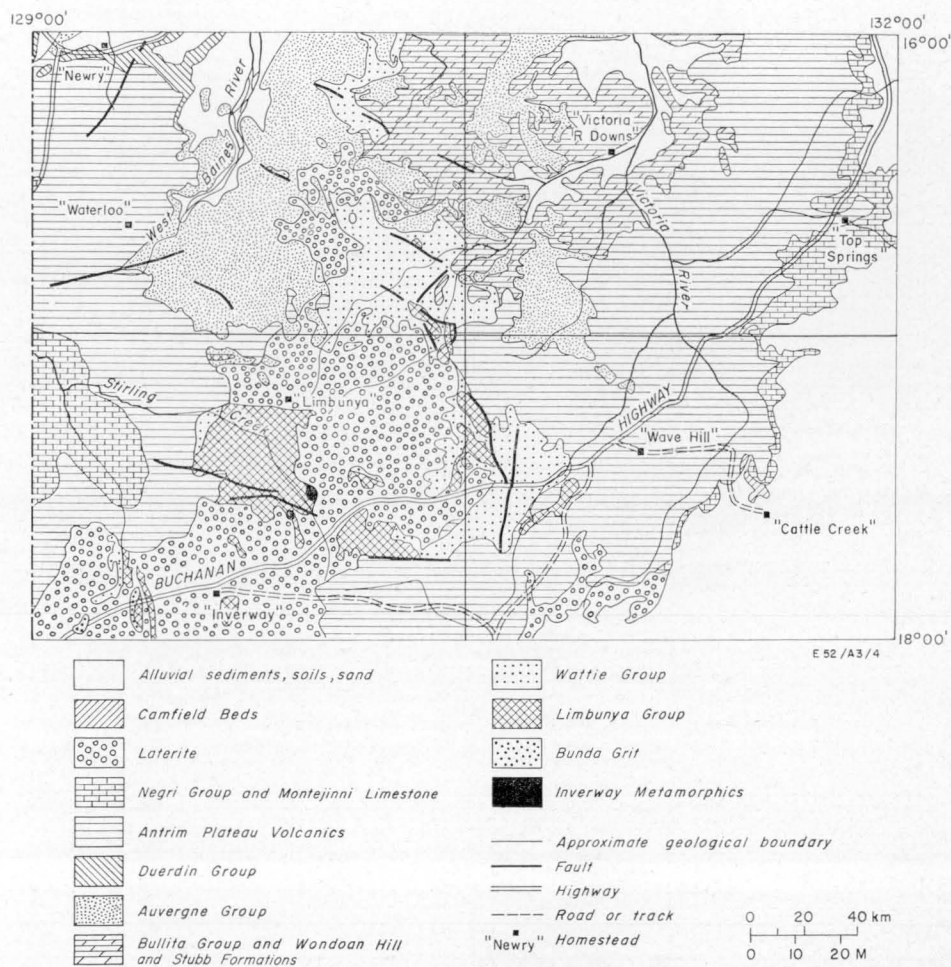 129°00'
132°00'
16°00'
"Newry"
West Baines River
"Victoria
R Downs"
"Waterloo"
Victoria River
"Top
Springs"
Stirling Creek
"Limbunya"
HIGHWAY
"Wave Hill"
"Cattle Creek"
BUCHANAN
"Inverway"
18°00'
E 52/A3/4
Alluvial sediments, soils, sand
Camfield Beds
Laterite
Negri Group and Montejinni Limestone
Antrim Plateau Volcanics
Duerdin Group
Auvergne Group
Bullita Group and Wondoan Hill
and Stubb Formations
Wattie Group
Limbunya Group
Bunda Grit
Inverway Metamorphics
Approximate geological boundary
Fault
Highway
Road or track
"Newry" Homestead
0 20 40 km
0 10 20 M